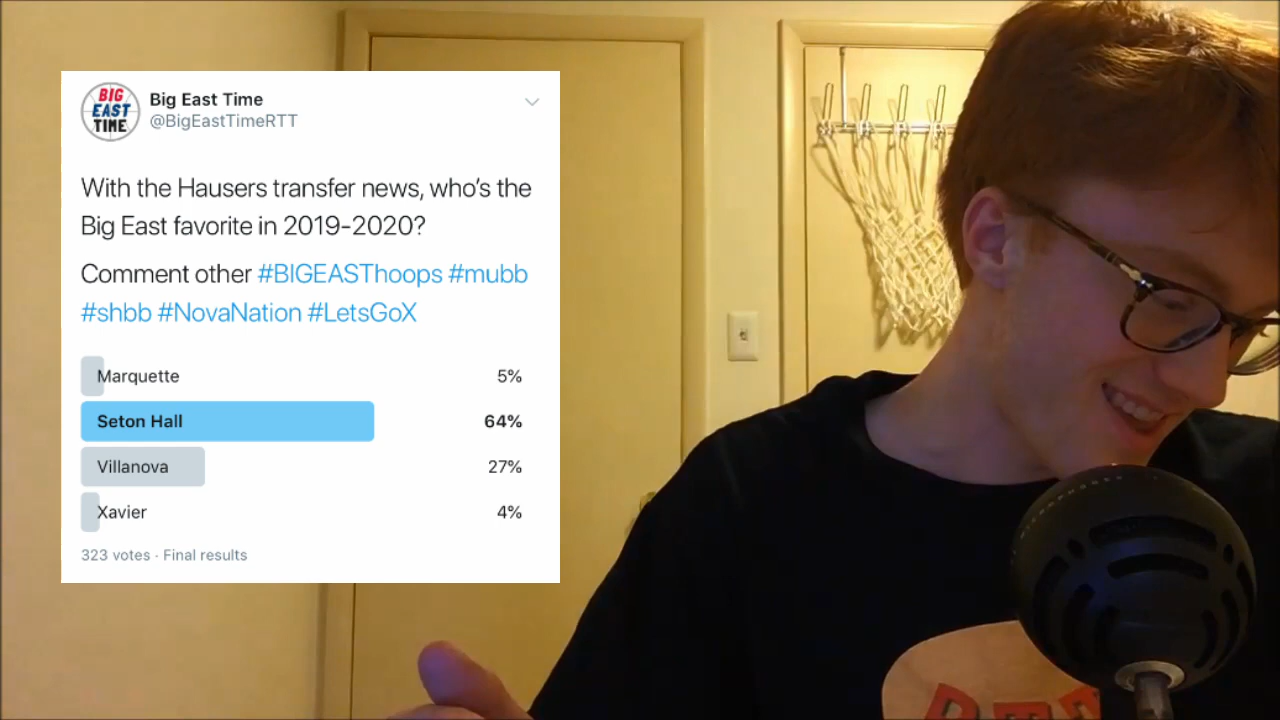 BIG
EAST
TIME
Big East Time
@BigEastTimeRTT
With the Hausers transfer news, who's the
Big East favorite in 2019-2020?
Comment other #BIGEASThoops #mubb
#shbb #NovaNation #LetsGoX
Marquette 5%
Seton Hall 64%
Villanova 27%
Xavier 4%
323 votes · Final results
RTT